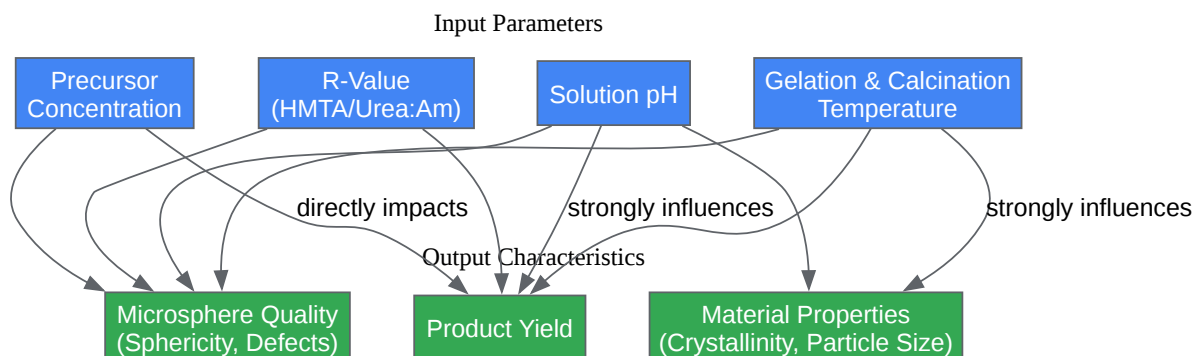 Input Parameters
Precursor
Concentration
R-Value
(HMTA/Urea:Am)
Solution pH
Gelation & Calcination
Temperature
directly impacts
strongly influences
strongly influences
Output Characteristics
Microsphere Quality
(Sphericity, Defects)
Product Yield
Material Properties
(Crystallinity, Particle Size)